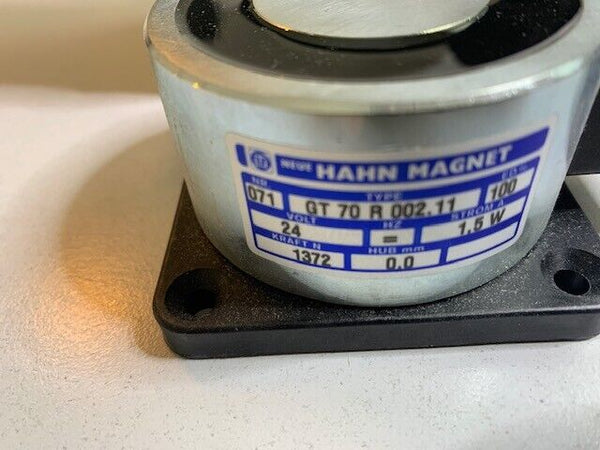 NEUE HAHN MAGNET
NR. TYPE ED %
071 GT 70 R 002.11 100
VOLT HZ STROM A
24 = 1.5 W
KRAFT N HUB mm
1372 0.0